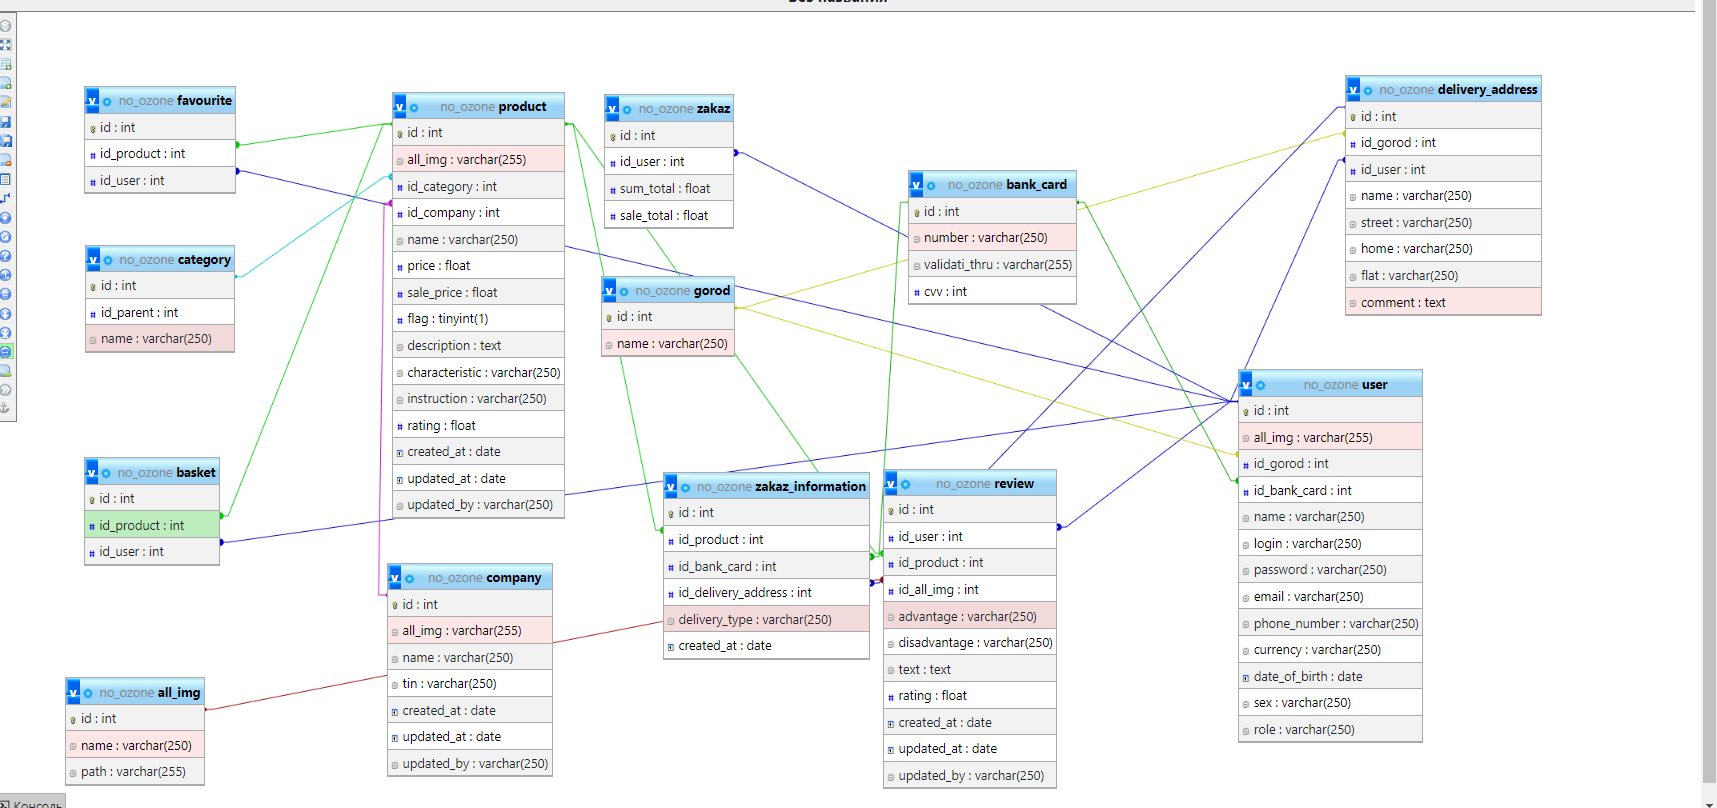 Без названия
no_ozone favourite
id : int
id_product : int
id_user : int
no_ozone category
id : int
id_parent : int
name : varchar(250)
no_ozone basket
id : int
id_product : int
id_user : int
no_ozone all_img
id : int
name : varchar(250)
path : varchar(255)
no_ozone product
id : int
all_img : varchar(255)
id_category : int
id_company : int
name : varchar(250)
price : float
sale_price : float
flag : tinyint(1)
description : text
characteristic : varchar(250)
instruction : varchar(250)
rating : float
created_at : date
updated_at : date
updated_by : varchar(250)
no_ozone company
id : int
all_img : varchar(255)
name : varchar(250)
tin : varchar(250)
created_at : date
updated_at : date
updated_by : varchar(250)
no_ozone zakaz
id : int
id_user : int
sum_total : float
sale_total : float
no_ozone gorod
id : int
name : varchar(250)
no_ozone zakaz_information
id : int
id_product : int
id_bank_card : int
id_delivery_address : int
delivery_type : varchar(250)
created_at : date
no_ozone bank_card
id : int
number : varchar(250)
validati_thru : varchar(255)
cvv : int
no_ozone review
id : int
id_user : int
id_product : int
id_all_img : int
advantage : varchar(250)
disadvantage : varchar(250)
text : text
rating : float
created_at : date
updated_at : date
updated_by : varchar(250)
no_ozone delivery_address
id : int
id_gorod : int
id_user : int
name : varchar(250)
street : varchar(250)
home : varchar(250)
flat : varchar(250)
comment : text
no_ozone user
id : int
all_img : varchar(255)
id_gorod : int
id_bank_card : int
name : varchar(250)
login : varchar(250)
password : varchar(250)
email : varchar(250)
phone_number : varchar(250)
currency : varchar(250)
date_of_birth : date
sex : varchar(250)
role : varchar(250)
Консоль